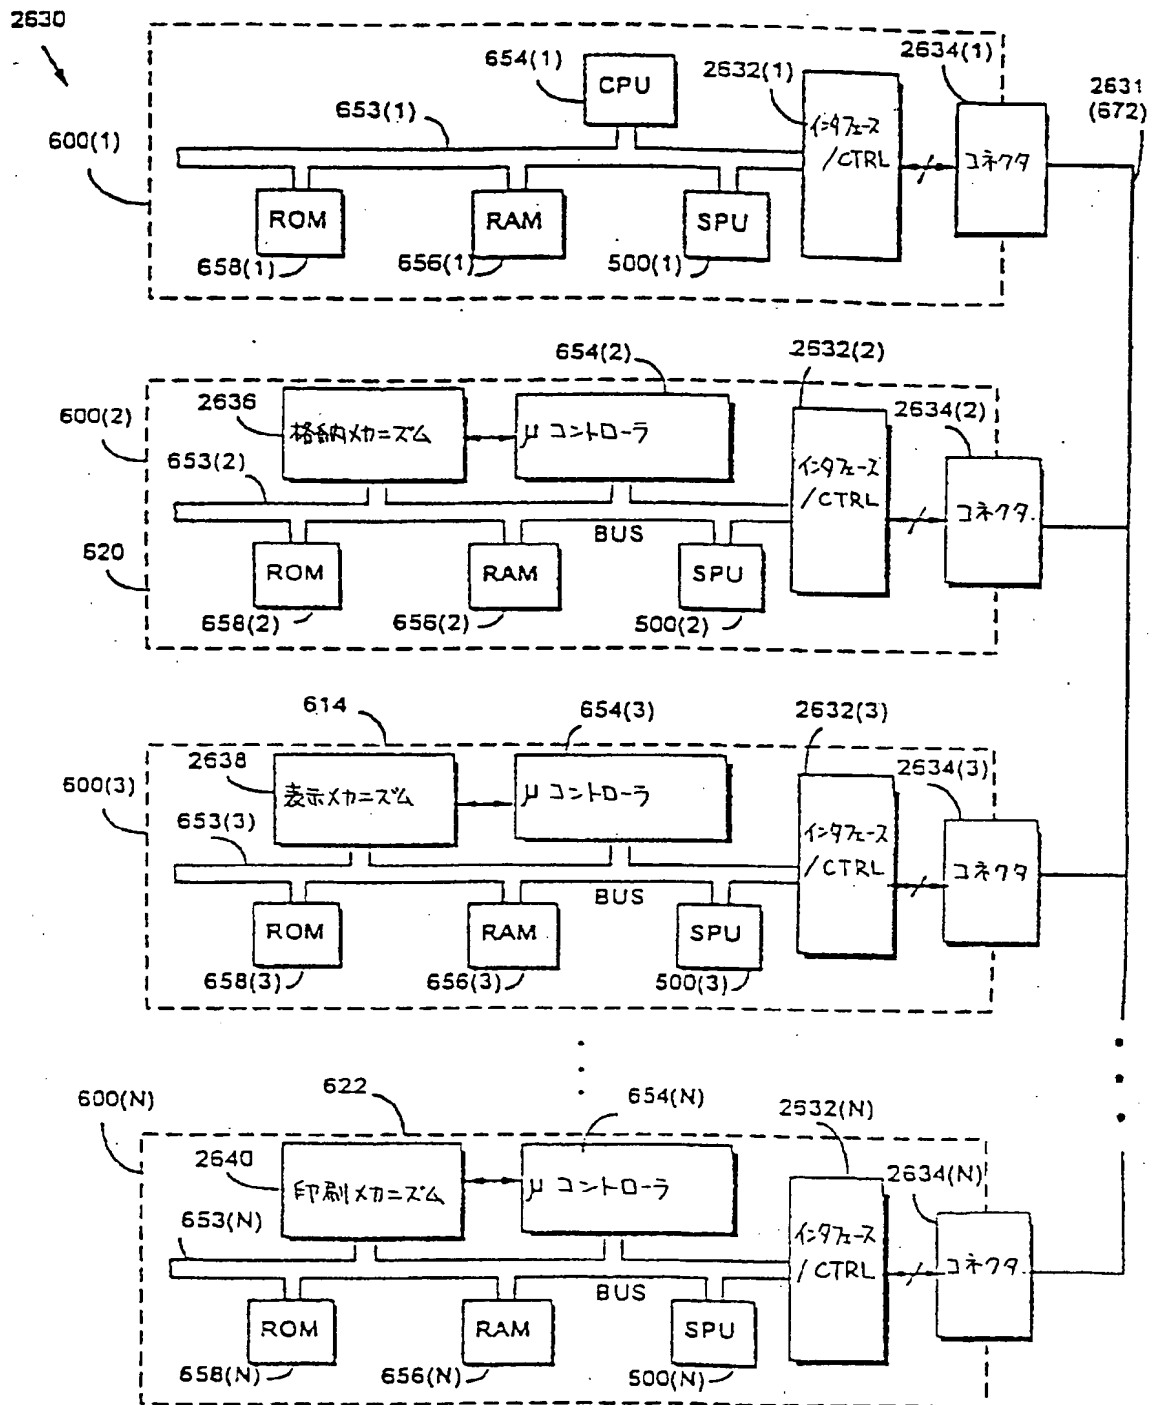 2630
600(1)
653(1)
654(1)
CPU
2632(1)
インタフェース
/CTRL
2634(1)
コネクタ
2631
(672)
ROM
RAM
SPU
658(1)
656(1)
500(1)
600(2)
620
2636
格納メカニズム
653(2)
654(2)
μコントローラ
2632(2)
インタフェース
/CTRL
2634(2)
コネクタ
BUS
ROM
RAM
SPU
658(2)
656(2)
500(2)
614
600(3)
2638
表示メカニズム
653(3)
654(3)
μコントローラ
2632(3)
インタフェース
/CTRL
2634(3)
コネクタ
BUS
ROM
RAM
SPU
658(3)
656(3)
500(3)
622
600(N)
2640
印刷メカニズム
653(N)
654(N)
μコントローラ
2632(N)
インタフェース
/CTRL
2634(N)
コネクタ
BUS
ROM
RAM
SPU
658(N)
656(N)
500(N)